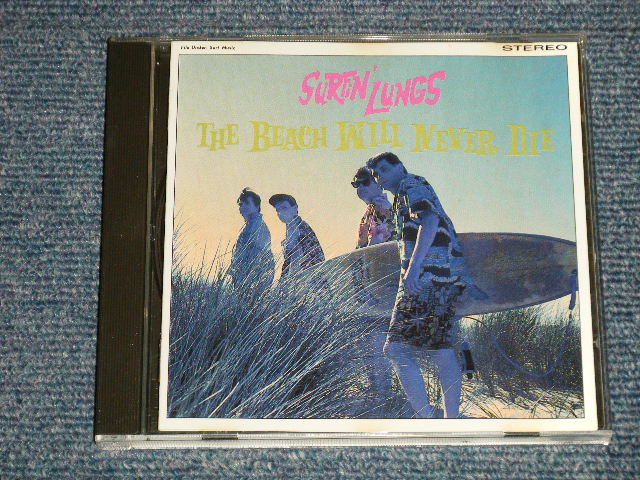 File Under: Surf Music
STEREO
SURFIN' LUNGS
THE BEACH WILL NEVER DIE